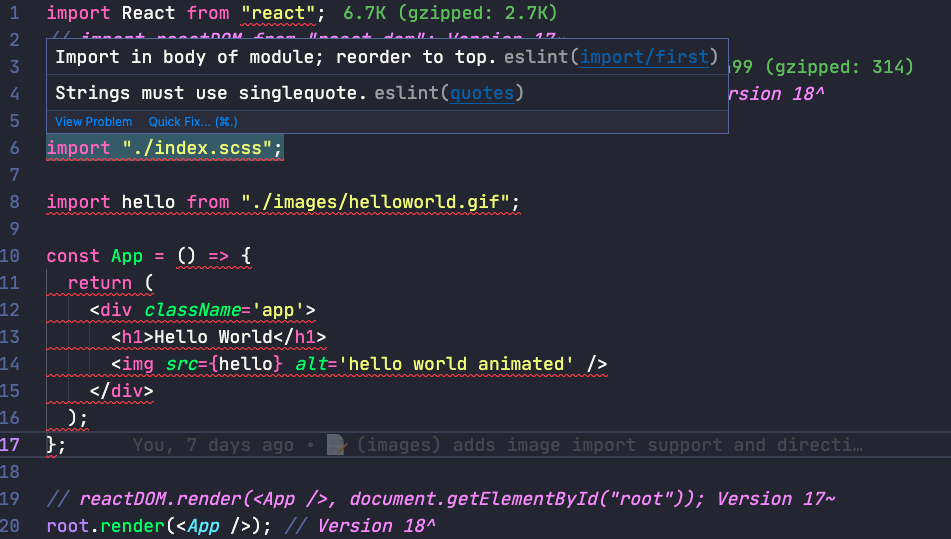 1 import React from "react"; 6.7K (gzipped: 2.7K)
2 // import reactDOM from "react-dom"; Version 17~
Import in body of module; reorder to top. eslint(import/first)
3 99 (gzipped: 314)
Strings must use singlequote. eslint(quotes)
4 rsion 18^
5 View Problem Quick Fix... (⌘.)
6 import "./index.scss";
7
8 import hello from "./images/helloworld.gif";
9
10 const App = () => {
11 return (
12 <div className='app'>
13 <h1>Hello World</h1>
14 <img src={hello} alt='hello world animated' />
15 </div>
16 );
17 }; You, 7 days ago • 📝 (images) adds image import support and directi…
18
19 // reactDOM.render(<App />, document.getElementById("root")); Version 17~
20 root.render(<App />); // Version 18^